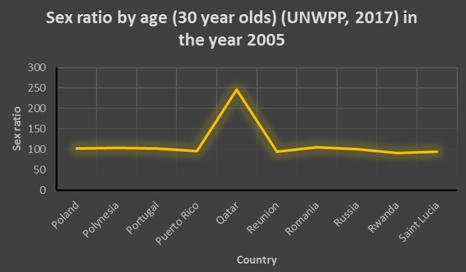 Sex ratio by age (30 year olds) (UNWPP, 2017) in
the year 2005
300
250
200
150
100
50
0
Sex ratio
Poland
Polynesia
Portugal
Puerto Rico
Qatar
Reunion
Romania
Russia
Rwanda
Saint Lucia
Country